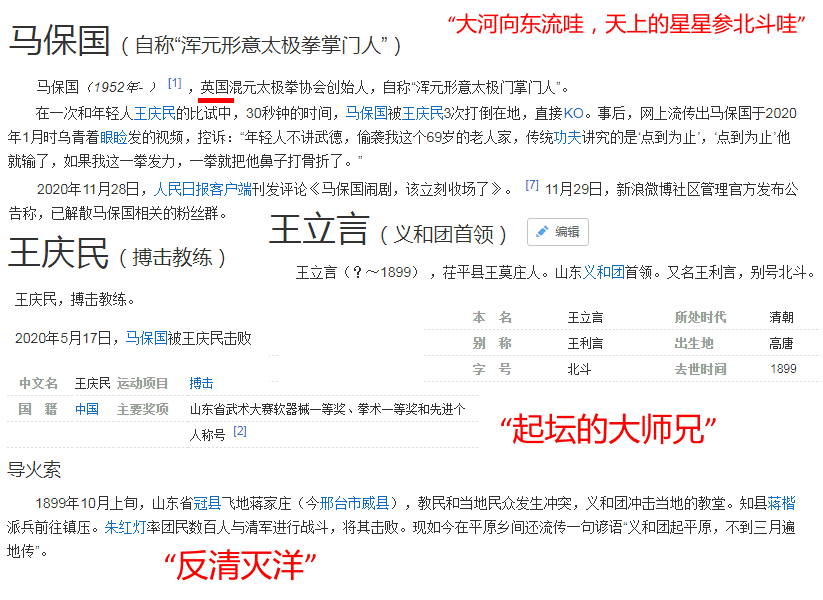 “大河向东流哇，天上的星星参北斗哇”
马保国（自称“浑元形意太极拳掌门人”）
马保国（1952年- ） [1] ，英国混元太极拳协会创始人，自称“浑元形意太极门掌门人”。
在一次和年轻人王庆民的比试中，30秒钟的时间，马保国被王庆民3次打倒在地，直接KO。事后，网上流传出马保国于2020
年1月时乌青着眼睑发的视频，控诉：“年轻人不讲武德，偷袭我这个69岁的老人家，传统功夫讲究的是‘点到为止’，‘点到为止’他
就输了，如果我这一拳发力，一拳就把他鼻子打骨折了。”
2020年11月28日，人民日报客户端刊发评论《马保国闹剧，该立刻收场了》。 [7] 11月29日，新浪微博社区管理官方发布公
告称，已解散马保国相关的粉丝群。
王立言（义和团首领） 编辑
王庆民（搏击教练）
王立言（？～1899），茌平县王莫庄人。山东义和团首领。又名王利言，别号北斗。
王庆民，搏击教练。
本 名 王立言 所处时代 清朝
2020年5月17日，马保国被王庆民击败
别 称 王利言 出生地 高唐
字 号 北斗 去世时间 1899
中文名 王庆民 运动项目 搏击
国 籍 中国 主要奖项 山东省武术大赛软器械一等奖、拳术一等奖和先进个
人称号 [2]
“起坛的大师兄”
导火索
1899年10月上旬，山东省冠县飞地蒋家庄（今邢台市威县），教民和当地民众发生冲突，义和团冲击当地的教堂。知县蒋楷
派兵前往镇压。朱红灯率团民数百人与清军进行战斗，将其击败。现如今在平原乡间还流传一句谚语“义和团起平原，不到三月遍
地传”。
“反清灭洋”